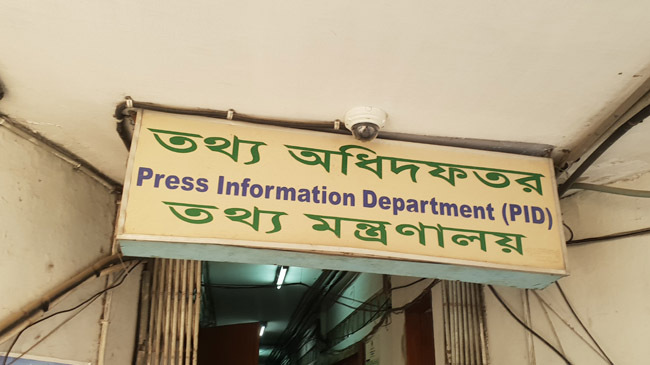 তথ্য অধিদফতর
Press Information Department (PID)
তথ্য মন্ত্রণালয়